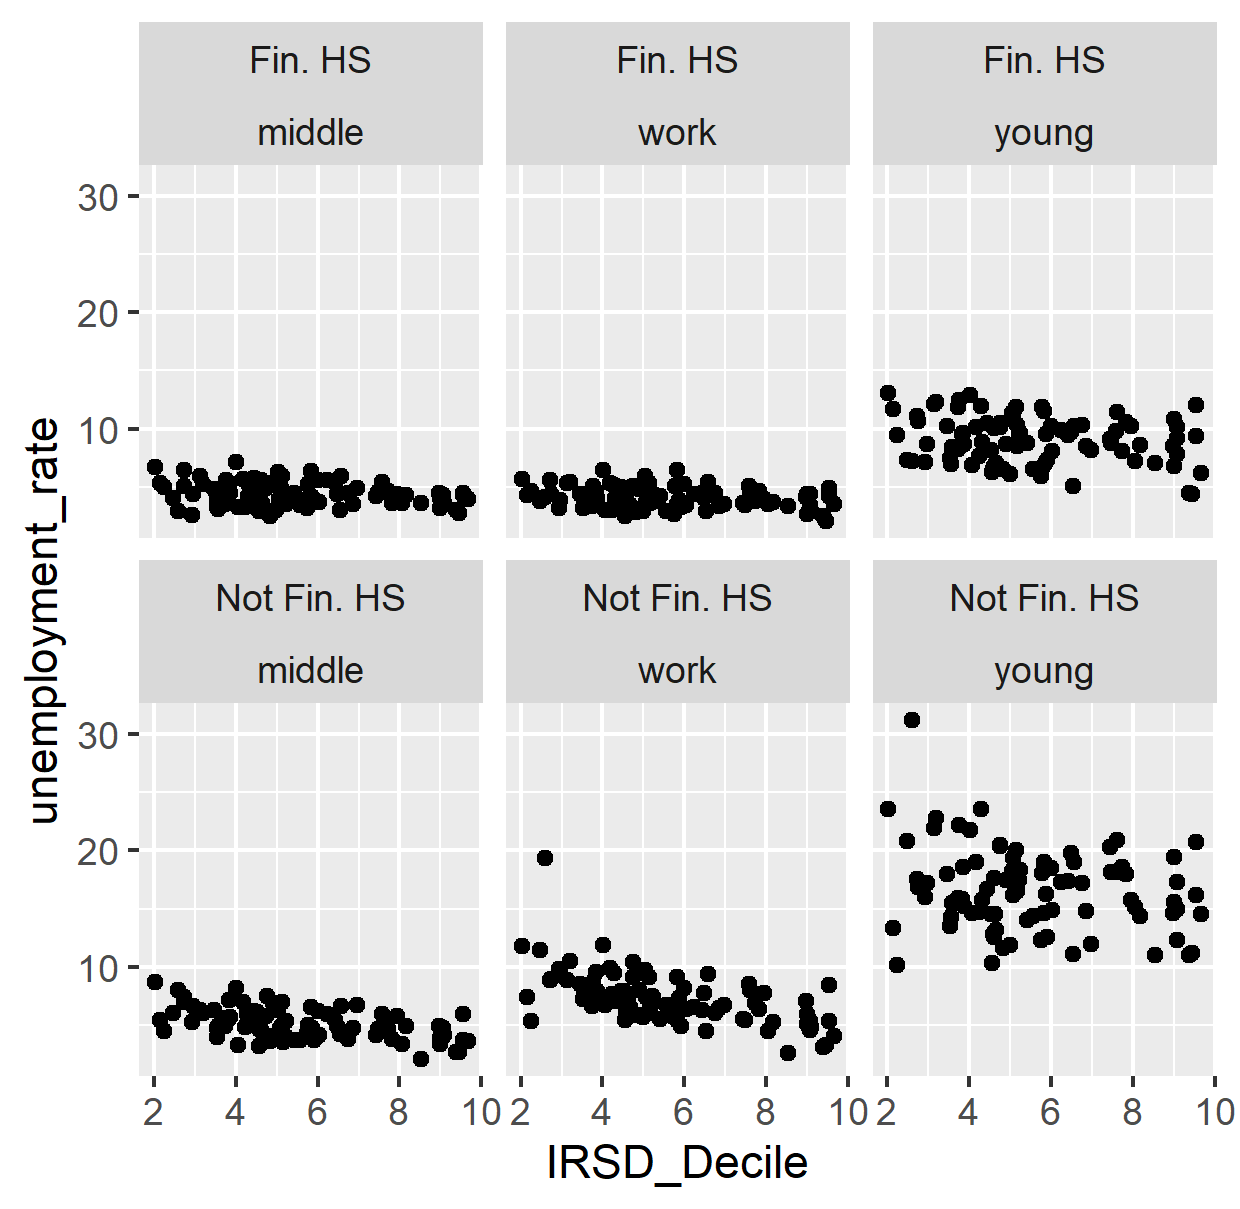 Fin. HS
middle
Fin. HS
work
Fin. HS
young
30
20
10
Not Fin. HS
middle
Not Fin. HS
work
Not Fin. HS
young
30
20
10
2 4 6 8 10
2 4 6 8 10
2 4 6 8 10
IRSD_Decile
unemployment_rate